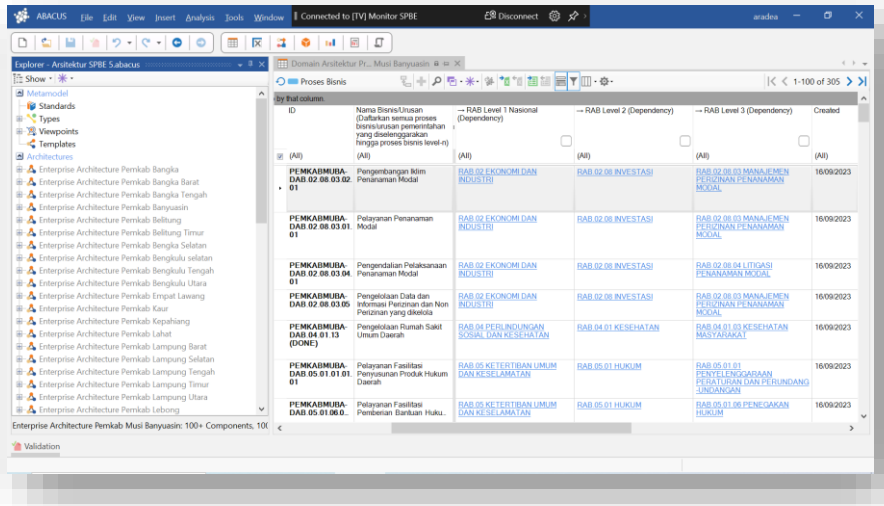 ABACUS File Edit View Insert Analysis Tools Window Connected to [TV] Monitor SPBE Disconnect aradea
Explorer - Arsitektur SPBE 5.abacus
Show
Metamodel
Standards
Types
Viewpoints
Templates
Architectures
Enterprise Architecture Pemkab Bangka
Enterprise Architecture Pemkab Bangka Barat
Enterprise Architecture Pemkab Bangka Tengah
Enterprise Architecture Pemkab Banyuasin
Enterprise Architecture Pemkab Belitung
Enterprise Architecture Pemkab Belitung Timur
Enterprise Architecture Pemkab Bengka Selatan
Enterprise Architecture Pemkab Bengkulu selatan
Enterprise Architecture Pemkab Bengkulu Tengah
Enterprise Architecture Pemkab Bengkulu Utara
Enterprise Architecture Pemkab Empat Lawang
Enterprise Architecture Pemkab Kaur
Enterprise Architecture Pemkab Kepahiang
Enterprise Architecture Pemkab Lahat
Enterprise Architecture Pemkab Lampung Barat
Enterprise Architecture Pemkab Lampung Selatan
Enterprise Architecture Pemkab Lampung Tengah
Enterprise Architecture Pemkab Lampung Timur
Enterprise Architecture Pemkab Lampung Utara
Enterprise Architecture Pemkab Lebong
Enterprise Architecture Pemkab Musi Banyuasin: 100+ Components, 100
Validation
Domain Arsitektur Pr... Musi Banyuasin
Proses Bisnis 1-100 of 305
by that column.
ID
Nama Bisnis/Urusan
(Daftarkan semua proses
bisnis/urusan pemerintahan
yang diselenggarakan
hingga proses bisnis level-n)
→ RAB Level 1 Nasional
(Dependency)
→ RAB Level 2 (Dependency)
→ RAB Level 3 (Dependency)
Created
(All) (All) (All) (All) (All) (All)
PEMKABMUBA-
DAB.02.08.03.02.
01
Pengembangan Iklim
Penanaman Modal
RAB.02 EKONOMI DAN
INDUSTRI
RAB.02.08 INVESTASI
RAB.02.08.03 MANAJEMEN
PERIZINAN PENANAMAN
MODAL
16/09/2023
PEMKABMUBA-
DAB.02.08.03.01.
01
Pelayanan Penanaman
Modal
RAB.02 EKONOMI DAN
INDUSTRI
RAB.02.08 INVESTASI
RAB.02.08.03 MANAJEMEN
PERIZINAN PENANAMAN
MODAL
16/09/2023
PEMKABMUBA-
DAB.02.08.03.04.
01
Pengendalian Pelaksanaan
Penanaman Modal
RAB.02 EKONOMI DAN
INDUSTRI
RAB.02.08 INVESTASI
RAB.02.08.04 LITIGASI
PENANAMAN MODAL
16/09/2023
PEMKABMUBA-
DAB.02.08.03.05
Pengelolaan Data dan
Informasi Perizinan dan Non
Perizinan yang dikelola
RAB.02 EKONOMI DAN
INDUSTRI
RAB.02.08 INVESTASI
RAB.02.08.03 MANAJEMEN
PERIZINAN PENANAMAN
MODAL
16/09/2023
PEMKABMUBA-
DAB.04.01.13
(DONE)
Pengelolaan Rumah Sakit
Umum Daerah
RAB.04 PERLINDUNGAN
SOSIAL DAN KESEHATAN
RAB.04.01 KESEHATAN
RAB.04.01.03 KESEHATAN
MASYARAKAT
16/09/2023
PEMKABMUBA-
DAB.05.01.01.01.
01
Pelayanan Fasilitasi
Penyusunan Produk Hukum
Daerah
RAB.05 KETERTIBAN UMUM
DAN KESELAMATAN
RAB.05.01 HUKUM
RAB.05.01.01
PENYELENGGARAAN
PERATURAN DAN PERUNDANG
-UNDANGAN
16/09/2023
PEMKABMUBA-
DAB.05.01.06.0...
Pelayanan Fasilitasi
Pemberian Bantuan Huku...
RAB.05 KETERTIBAN UMUM
DAN KESELAMATAN
RAB.05.01 HUKUM
RAB.05.01.06 PENEGAKAN
HUKUM
16/09/2023